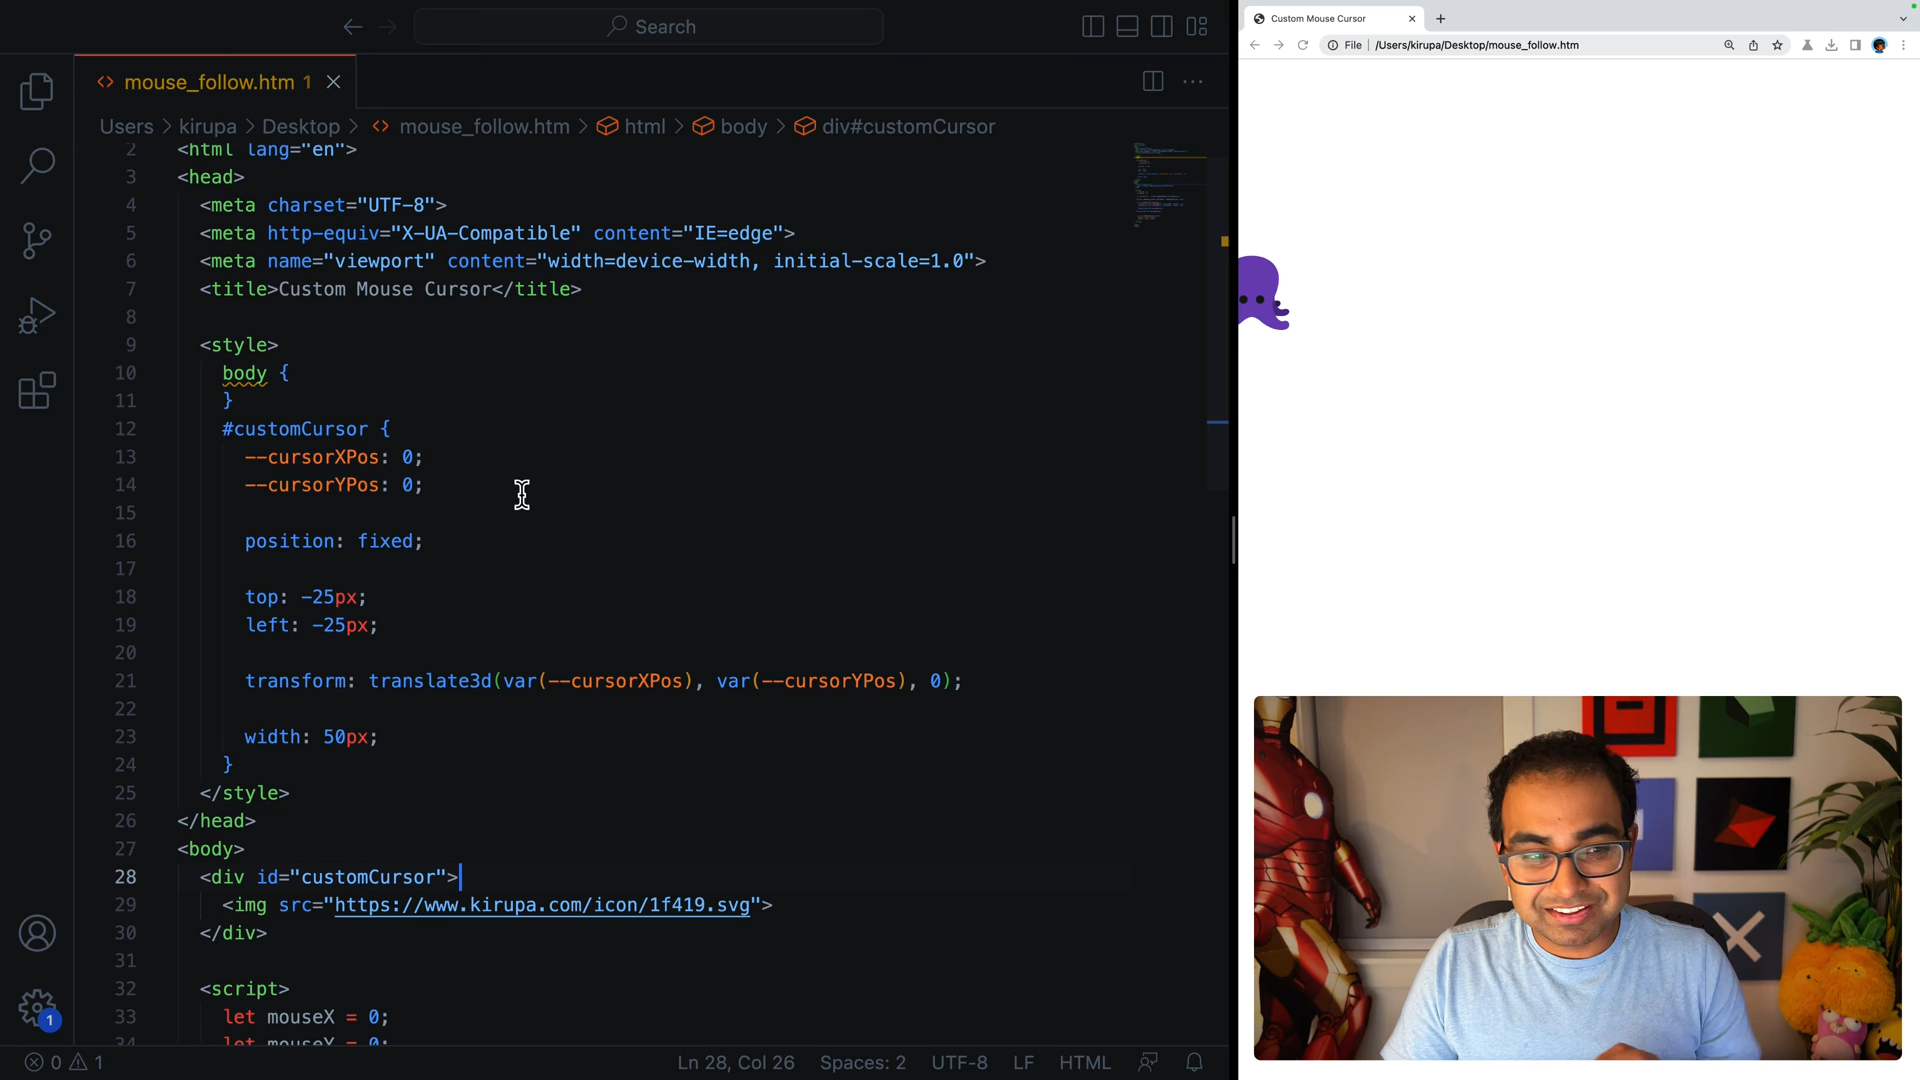 Search
mouse_follow.htm 1
Users > kirupa > Desktop > mouse_follow.htm > html > body > div#customCursor
2 <html lang="en">
3 <head>
4 <meta charset="UTF-8">
5 <meta http-equiv="X-UA-Compatible" content="IE=edge">
6 <meta name="viewport" content="width=device-width, initial-scale=1.0">
7 <title>Custom Mouse Cursor</title>
8
9 <style>
10 body {
11 }
12 #customCursor {
13 --cursorXPos: 0;
14 --cursorYPos: 0;
15
16 position: fixed;
17
18 top: -25px;
19 left: -25px;
20
21 transform: translate3d(var(--cursorXPos), var(--cursorYPos), 0);
22
23 width: 50px;
24 }
25 </style>
26 </head>
27 <body>
28 <div id="customCursor">
29 <img src="https://www.kirupa.com/icon/1f419.svg">
30 </div>
31
32 <script>
33 let mouseX = 0;
34 let mouseY = 0;
1
0 1
Ln 28, Col 26
Spaces: 2
UTF-8
LF
HTML
Custom Mouse Cursor
File | /Users/kirupa/Desktop/mouse_follow.htm